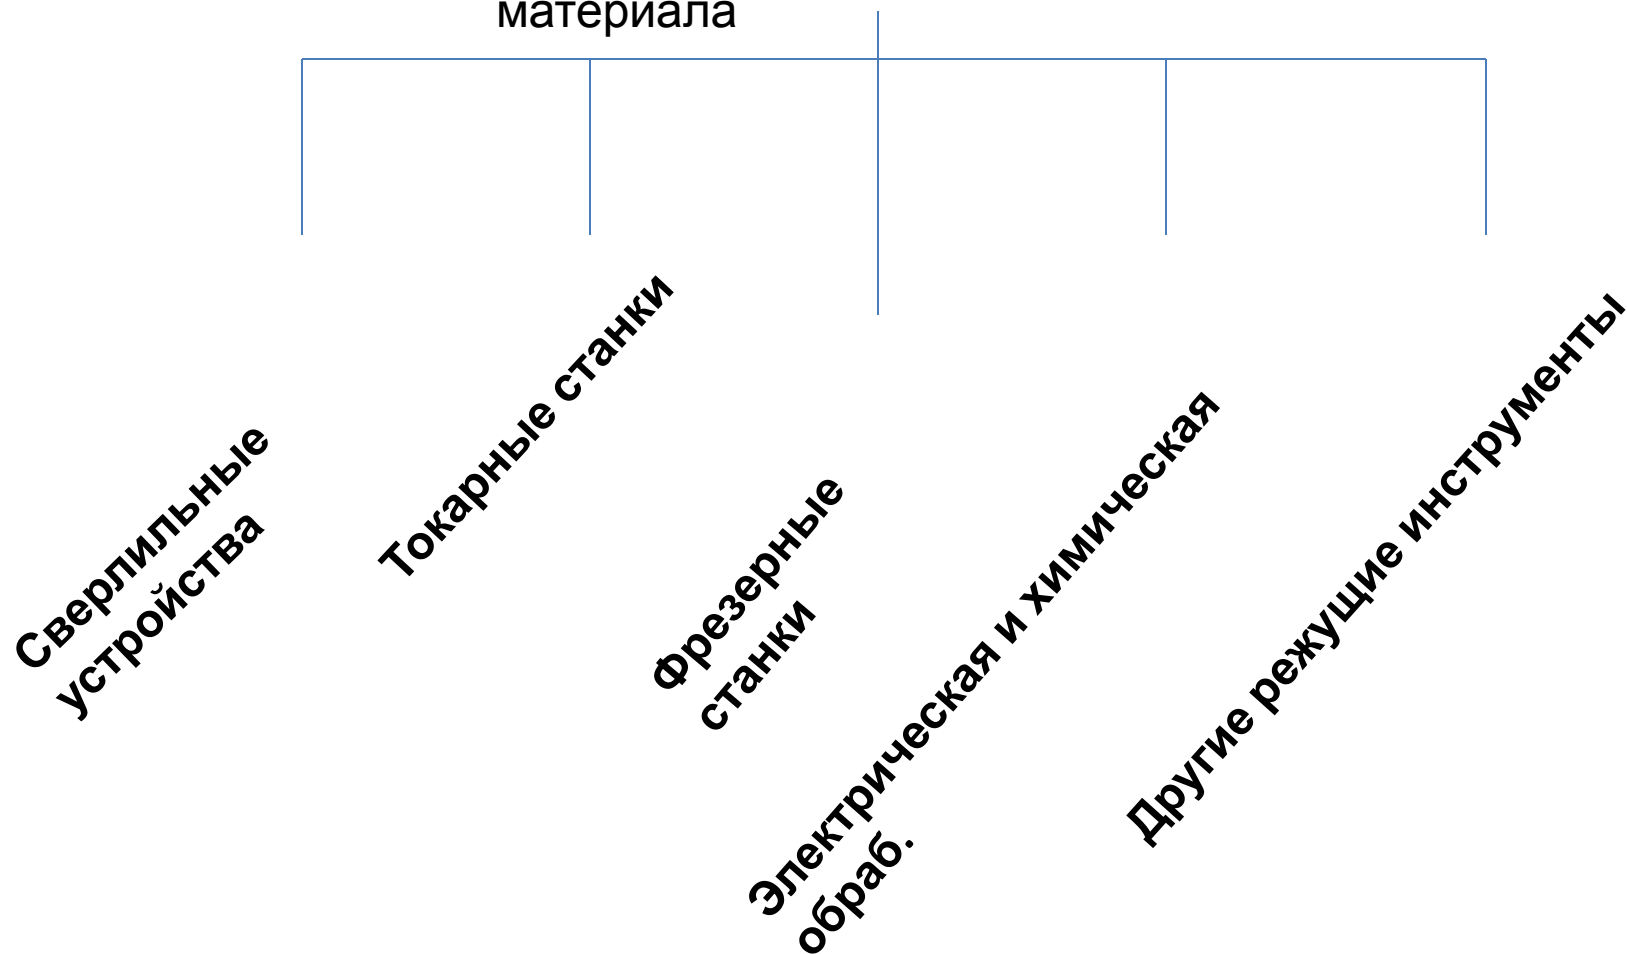 материала
Сверлильные
устройства
Токарные станки
Фрезерные
станки
Электрическая и химическая
обраб.
Другие режущие инструменты